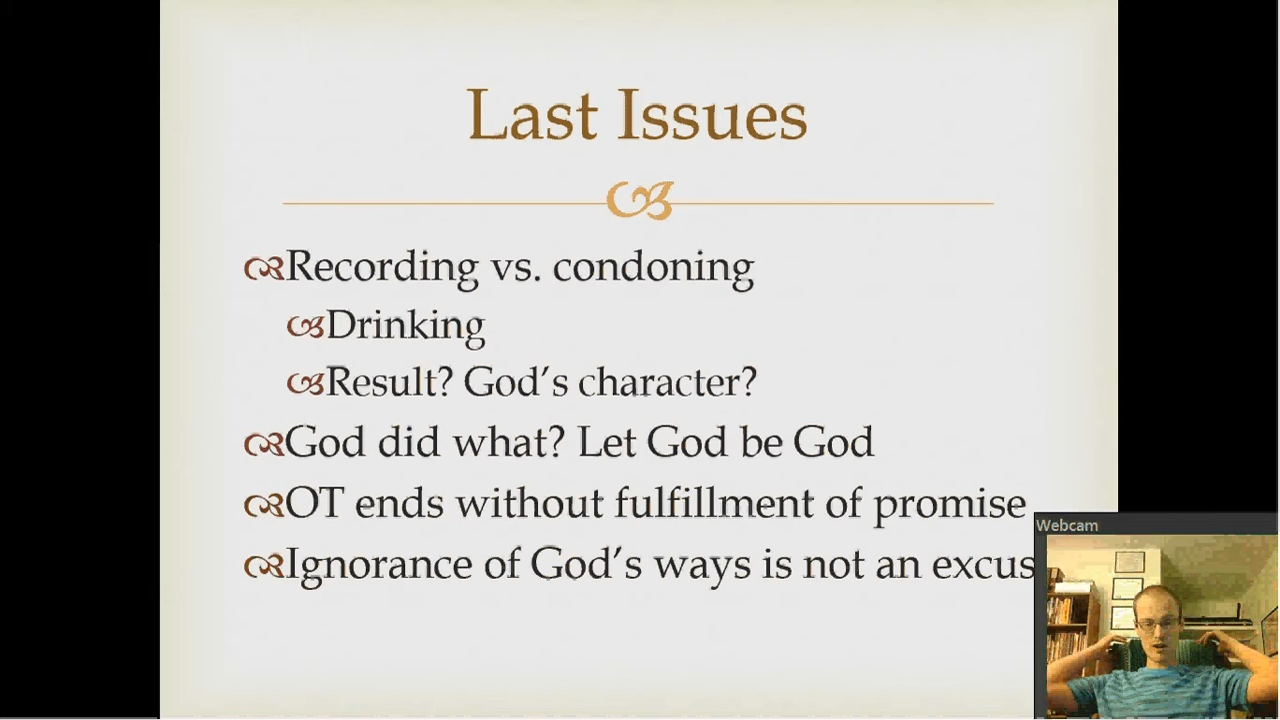 Last Issues
Recording vs. condoning
Drinking
Result? God’s character?
God did what? Let God be God
OT ends without fulfillment of promise
Ignorance of God’s ways is not an excus
Webcam